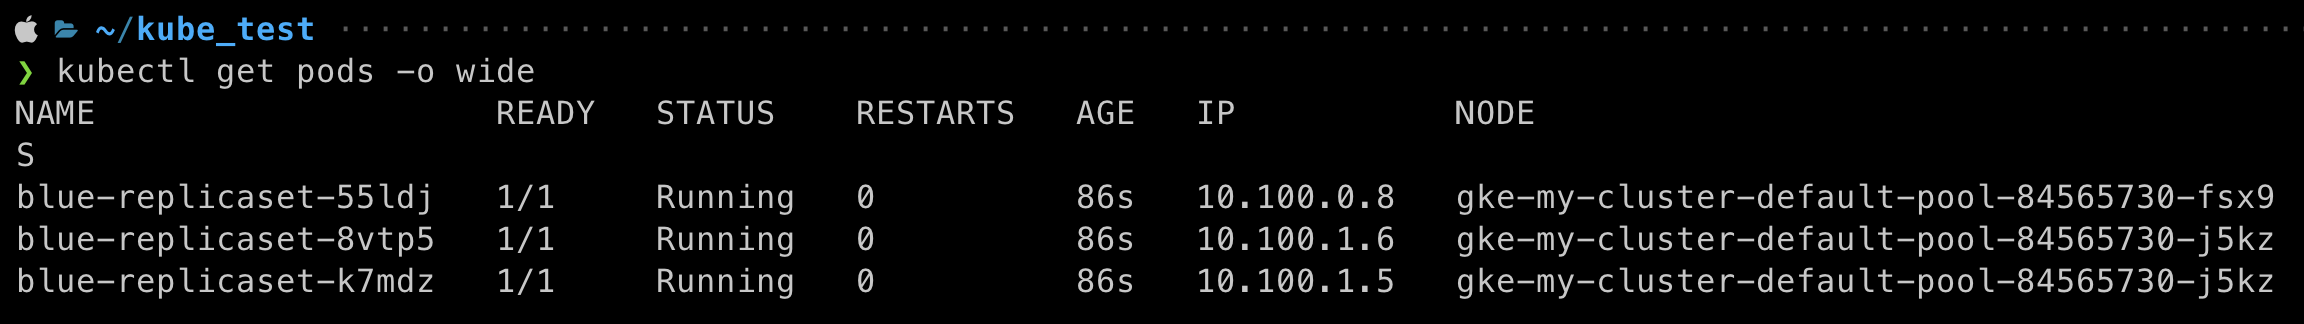 ~/kube_test
❯ kubectl get pods -o wide
NAME                    READY   STATUS    RESTARTS   AGE   IP           NODE
S
blue-replicaset-55ldj   1/1     Running   0          86s   10.100.0.8   gke-my-cluster-default-pool-84565730-fsx9
blue-replicaset-8vtp5   1/1     Running   0          86s   10.100.1.6   gke-my-cluster-default-pool-84565730-j5kz
blue-replicaset-k7mdz   1/1     Running   0          86s   10.100.1.5   gke-my-cluster-default-pool-84565730-j5kz